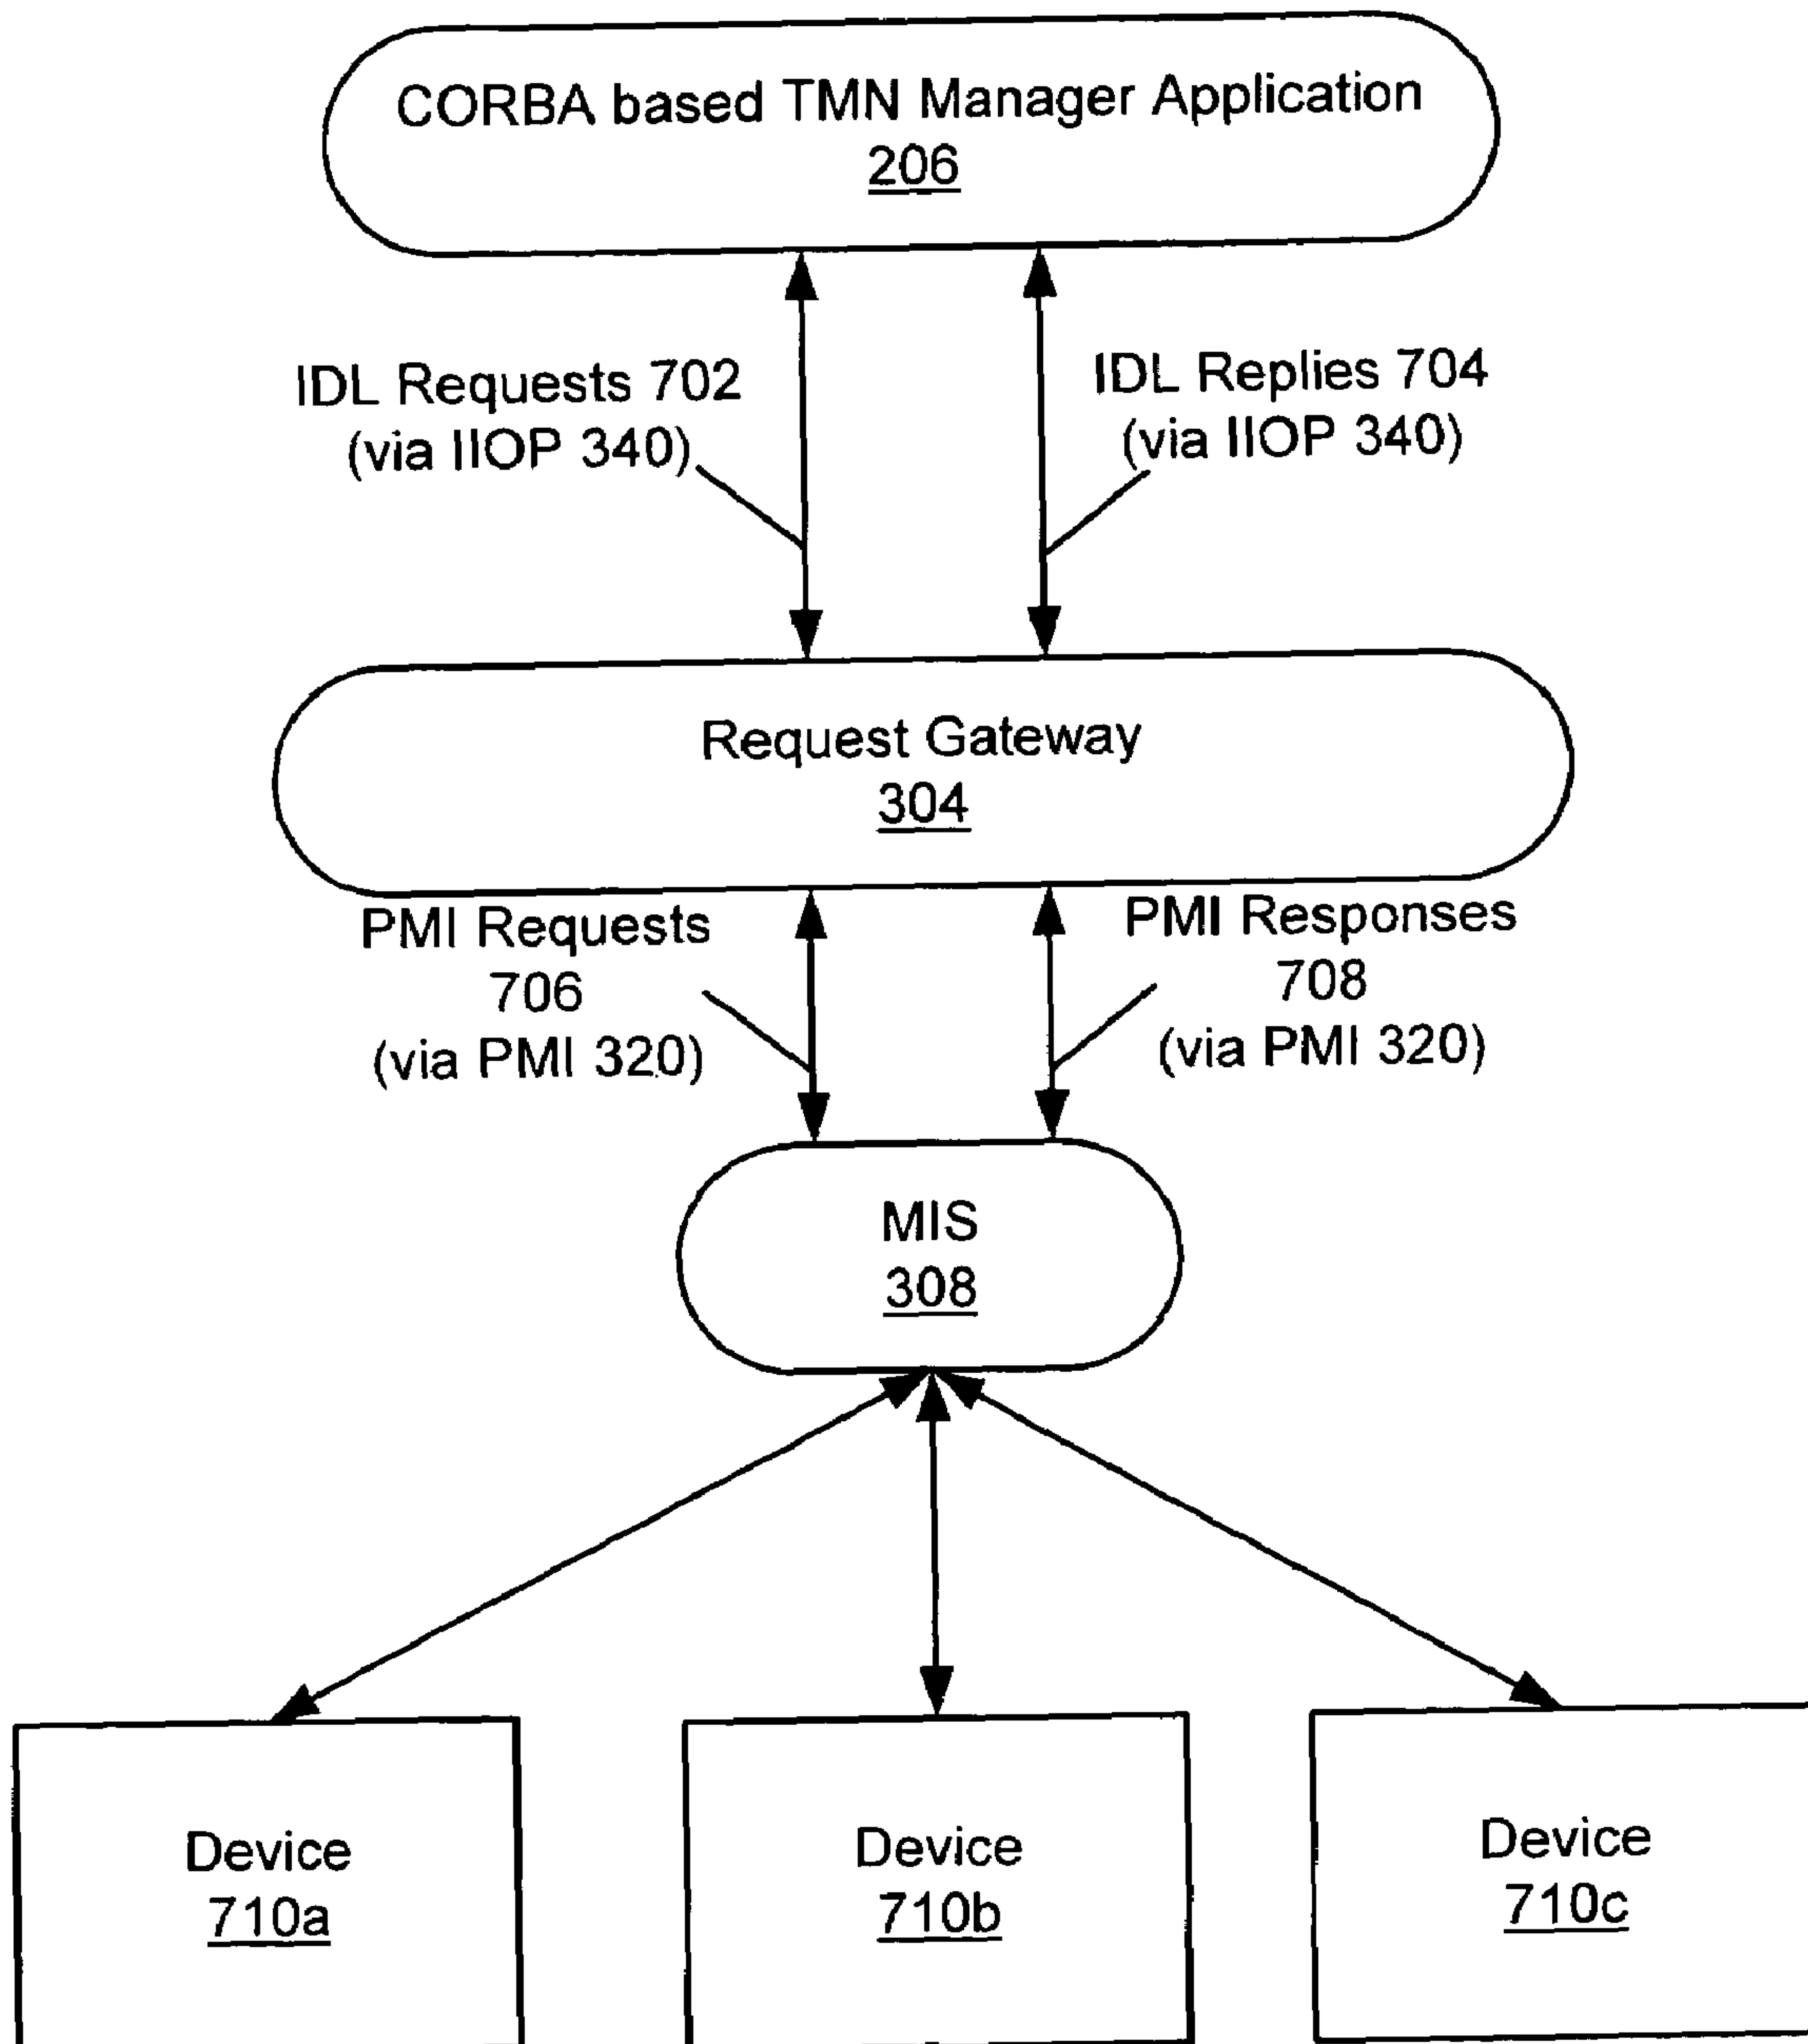 CORBA based TMN Manager Application
206
IDL Requests 702
(via IIOP 340)
IDL Replies 704
(via IIOP 340)
Request Gateway
304
PMI Requests
706
(via PMI 320)
PMI Responses
708
(via PMI 320)
MIS
308
Device
710a
Device
710b
Device
710c